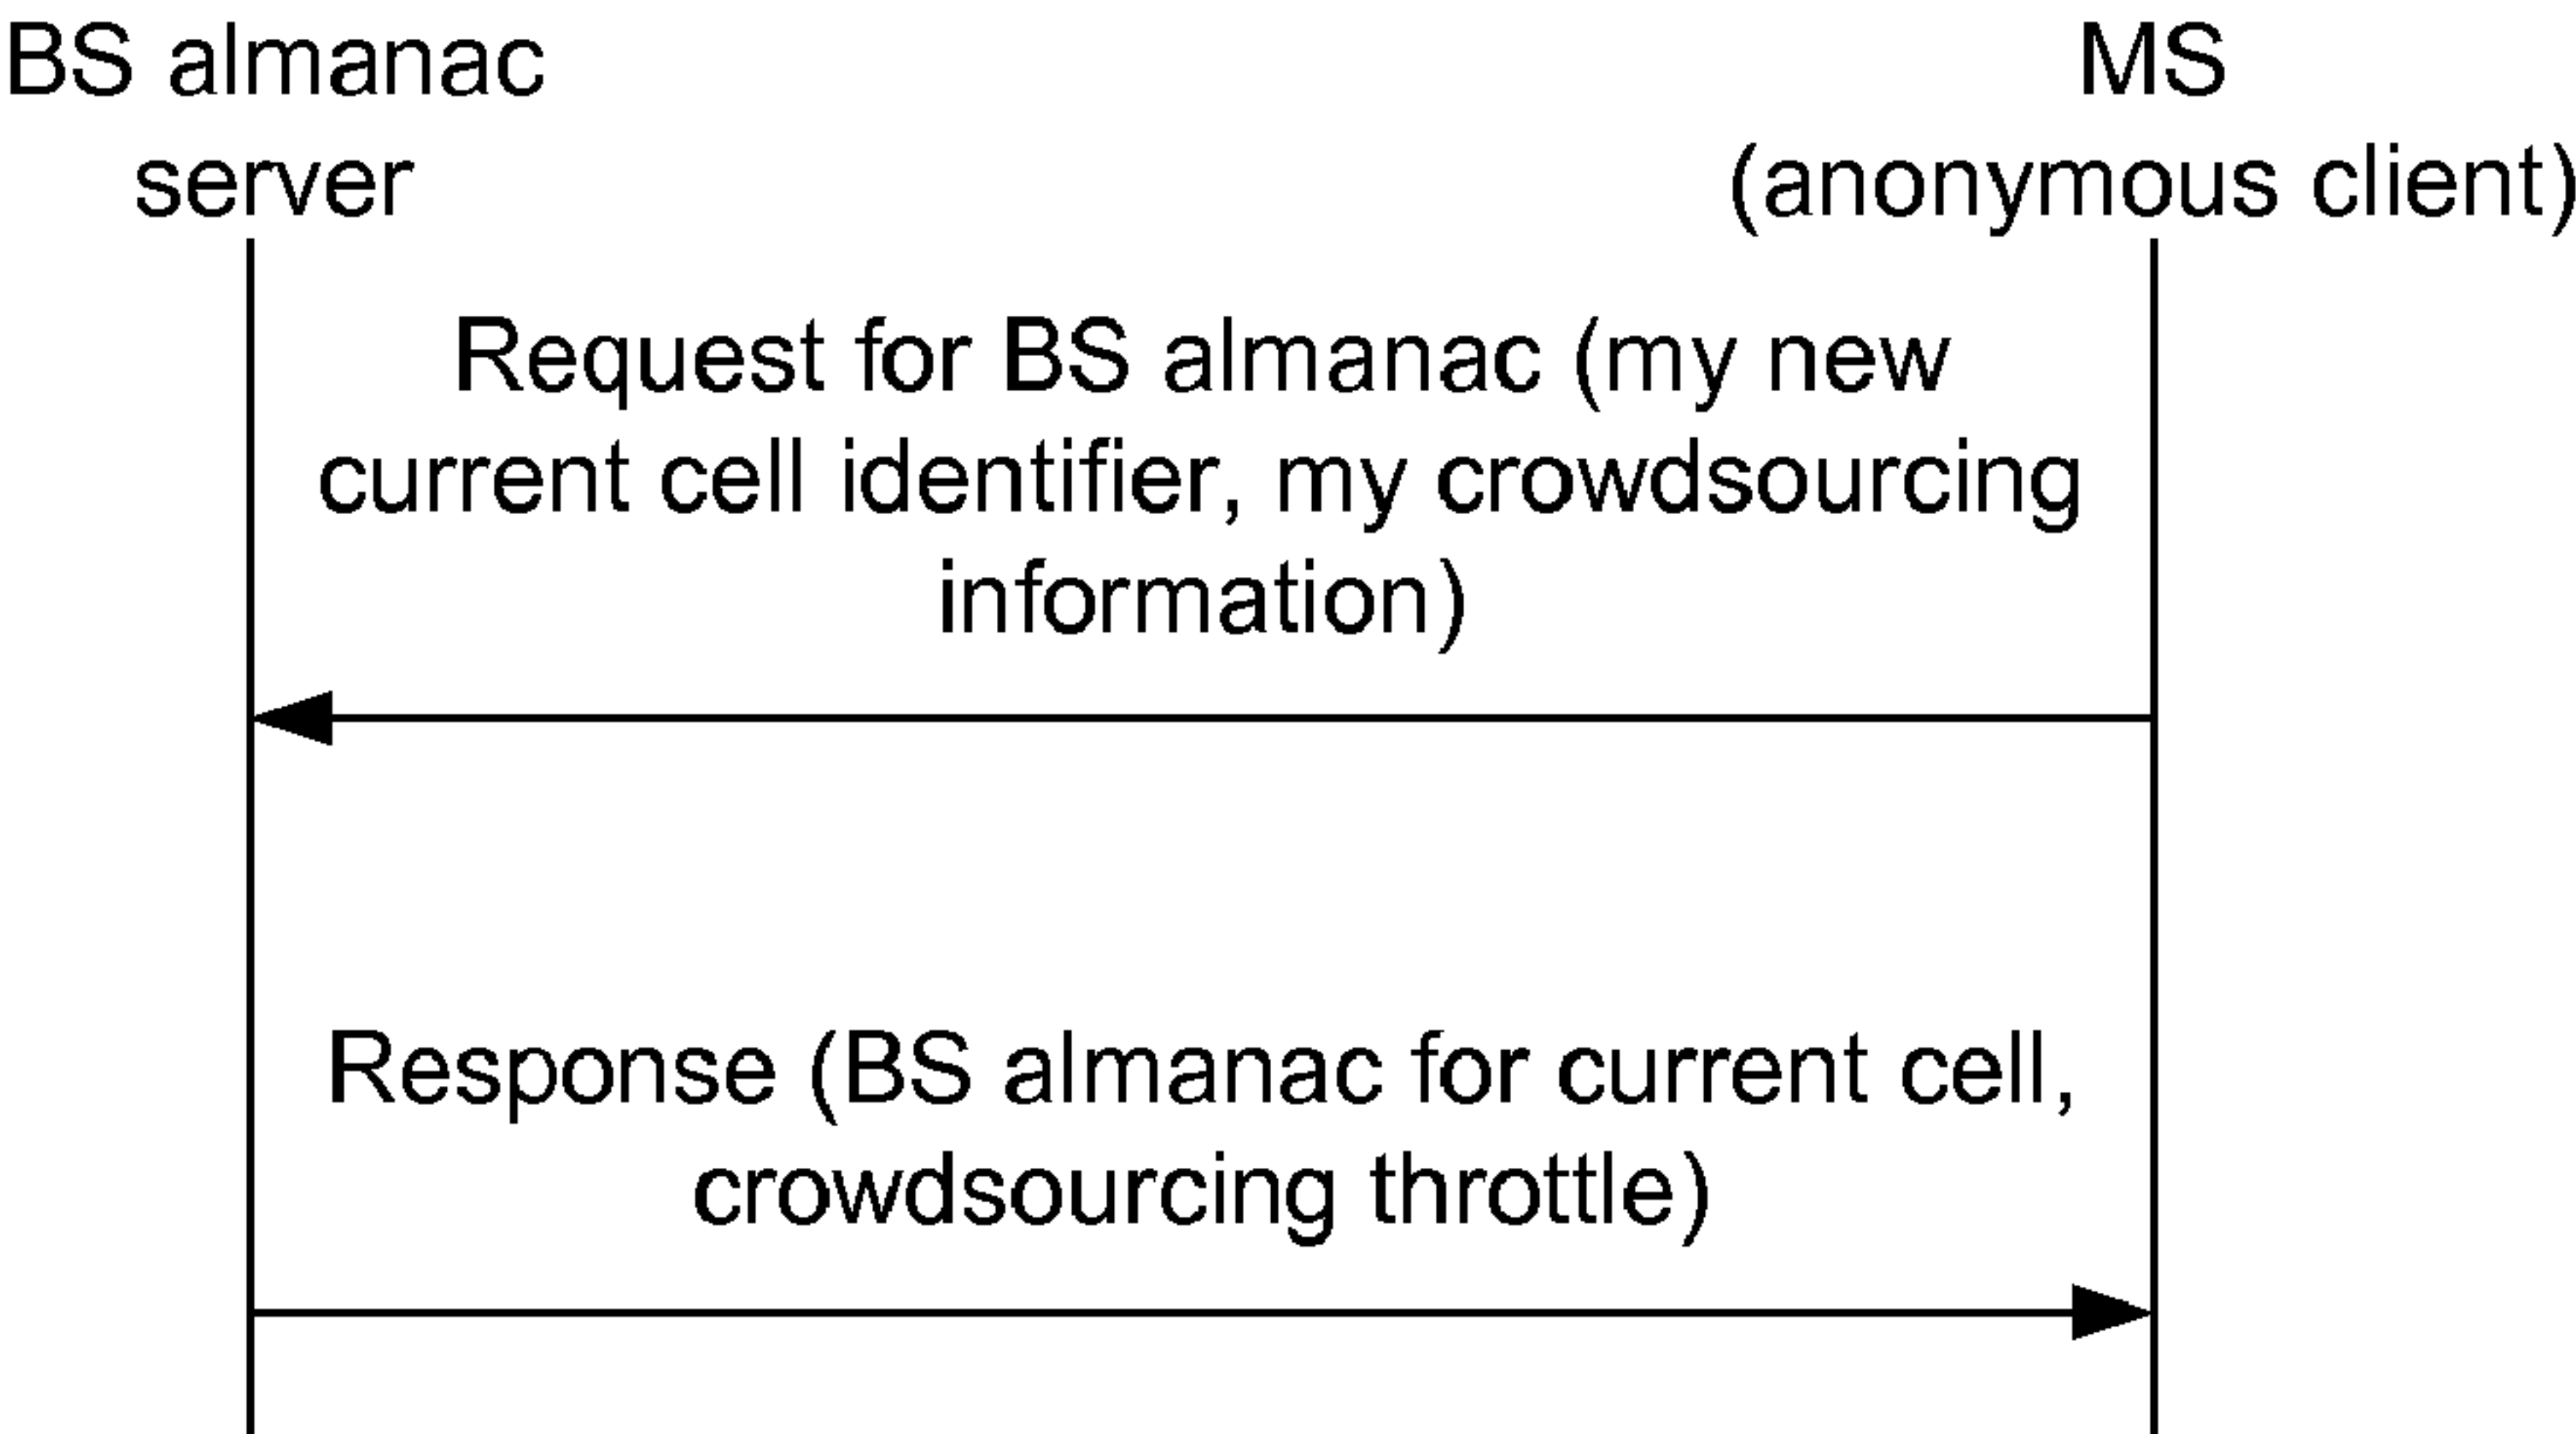 BS almanac
server
MS
(anonymous client)
Request for BS almanac (my new
current cell identifier, my crowdsourcing
information)
Response (BS almanac for current cell,
crowdsourcing throttle)